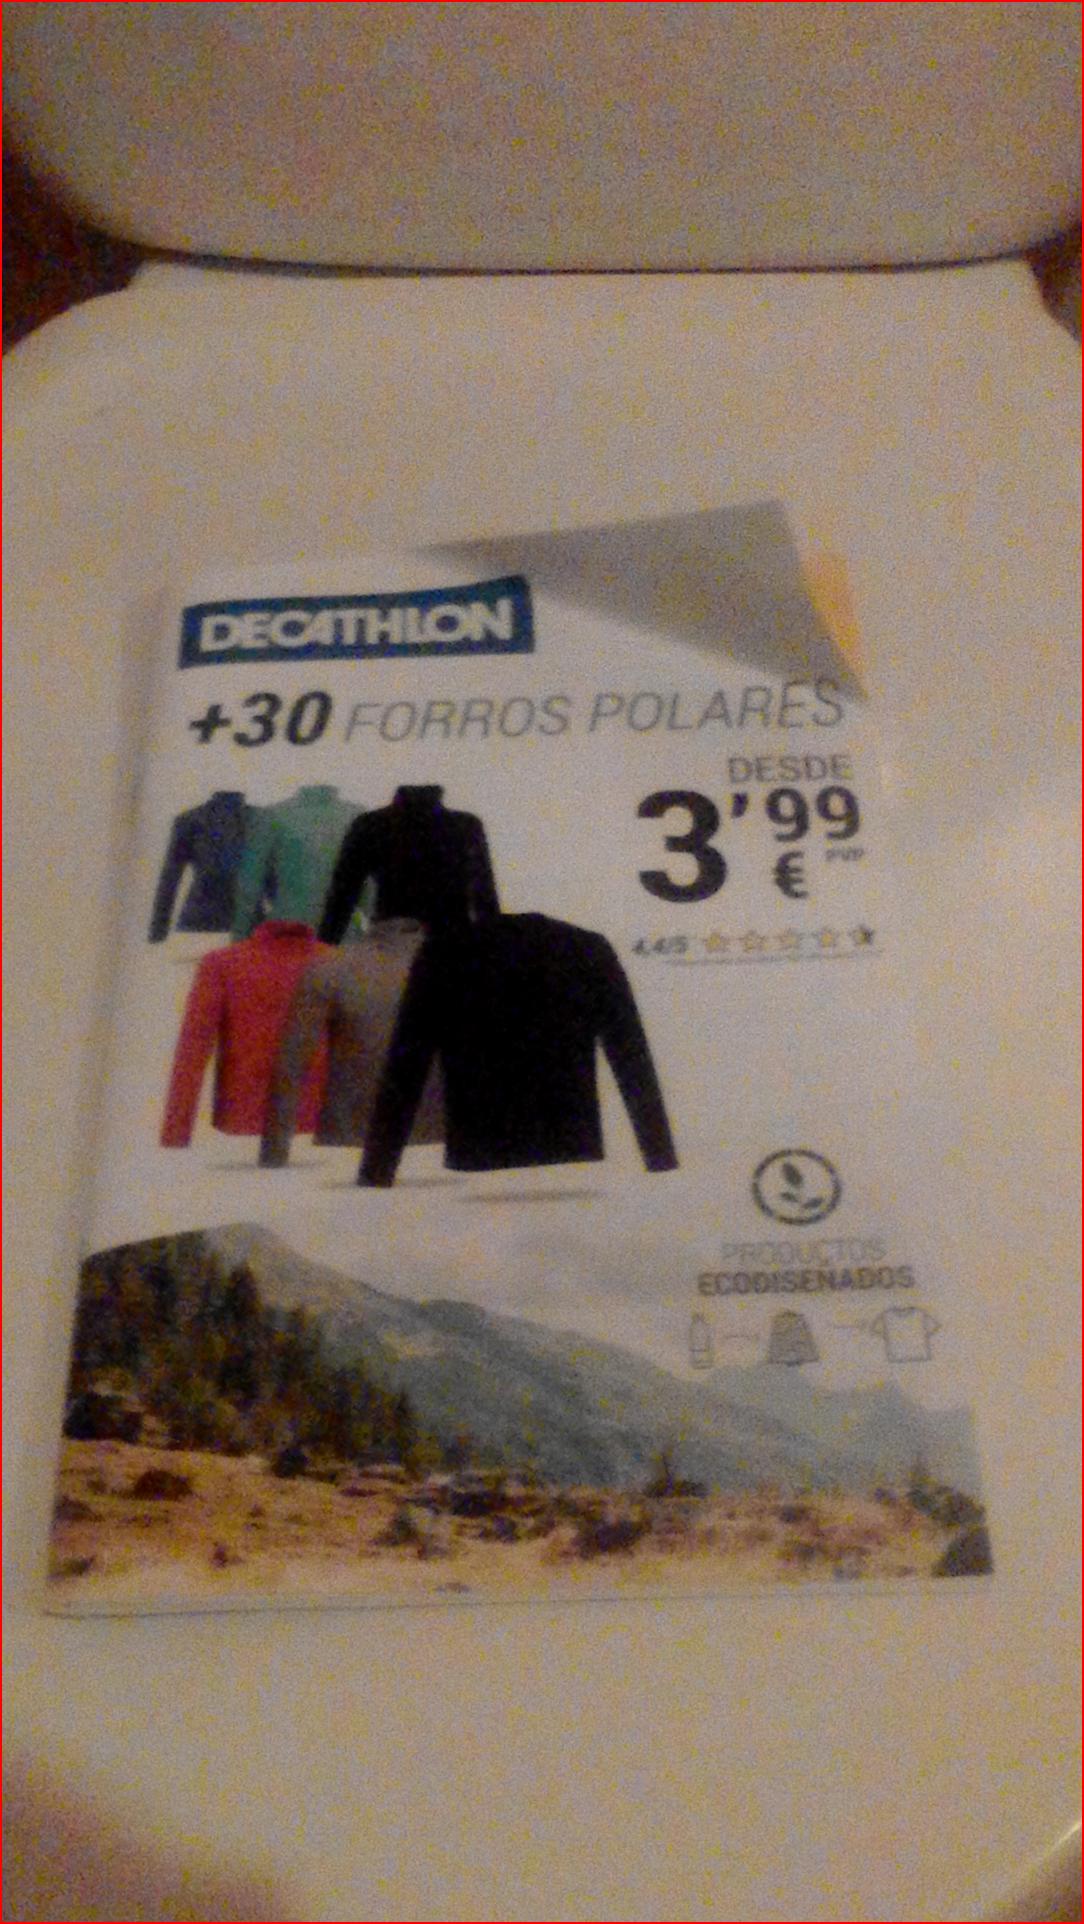 DECATHLON
+30 FORROS POLARES
DESDE
3'99
€ PVP
4,4/5
PRODUCTOS
ECODISEÑADOS